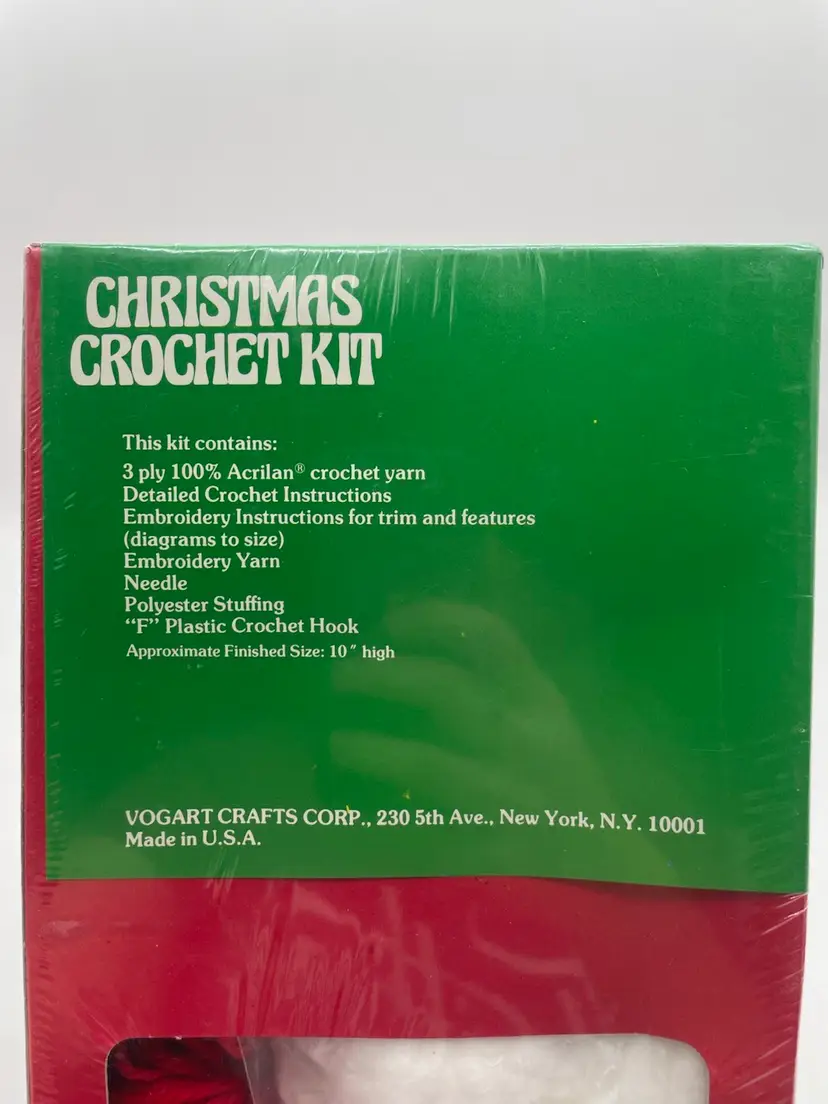 CHRISTMAS
CROCHET KIT
This kit contains:
3 ply 100% Acrilan® crochet yarn
Detailed Crochet Instructions
Embroidery Instructions for trim and features
(diagrams to size)
Embroidery Yarn
Needle
Polyester Stuffing
“F” Plastic Crochet Hook
Approximate Finished Size: 10″ high
VOGART CRAFTS CORP., 230 5th Ave., New York, N.Y. 10001
Made in U.S.A.